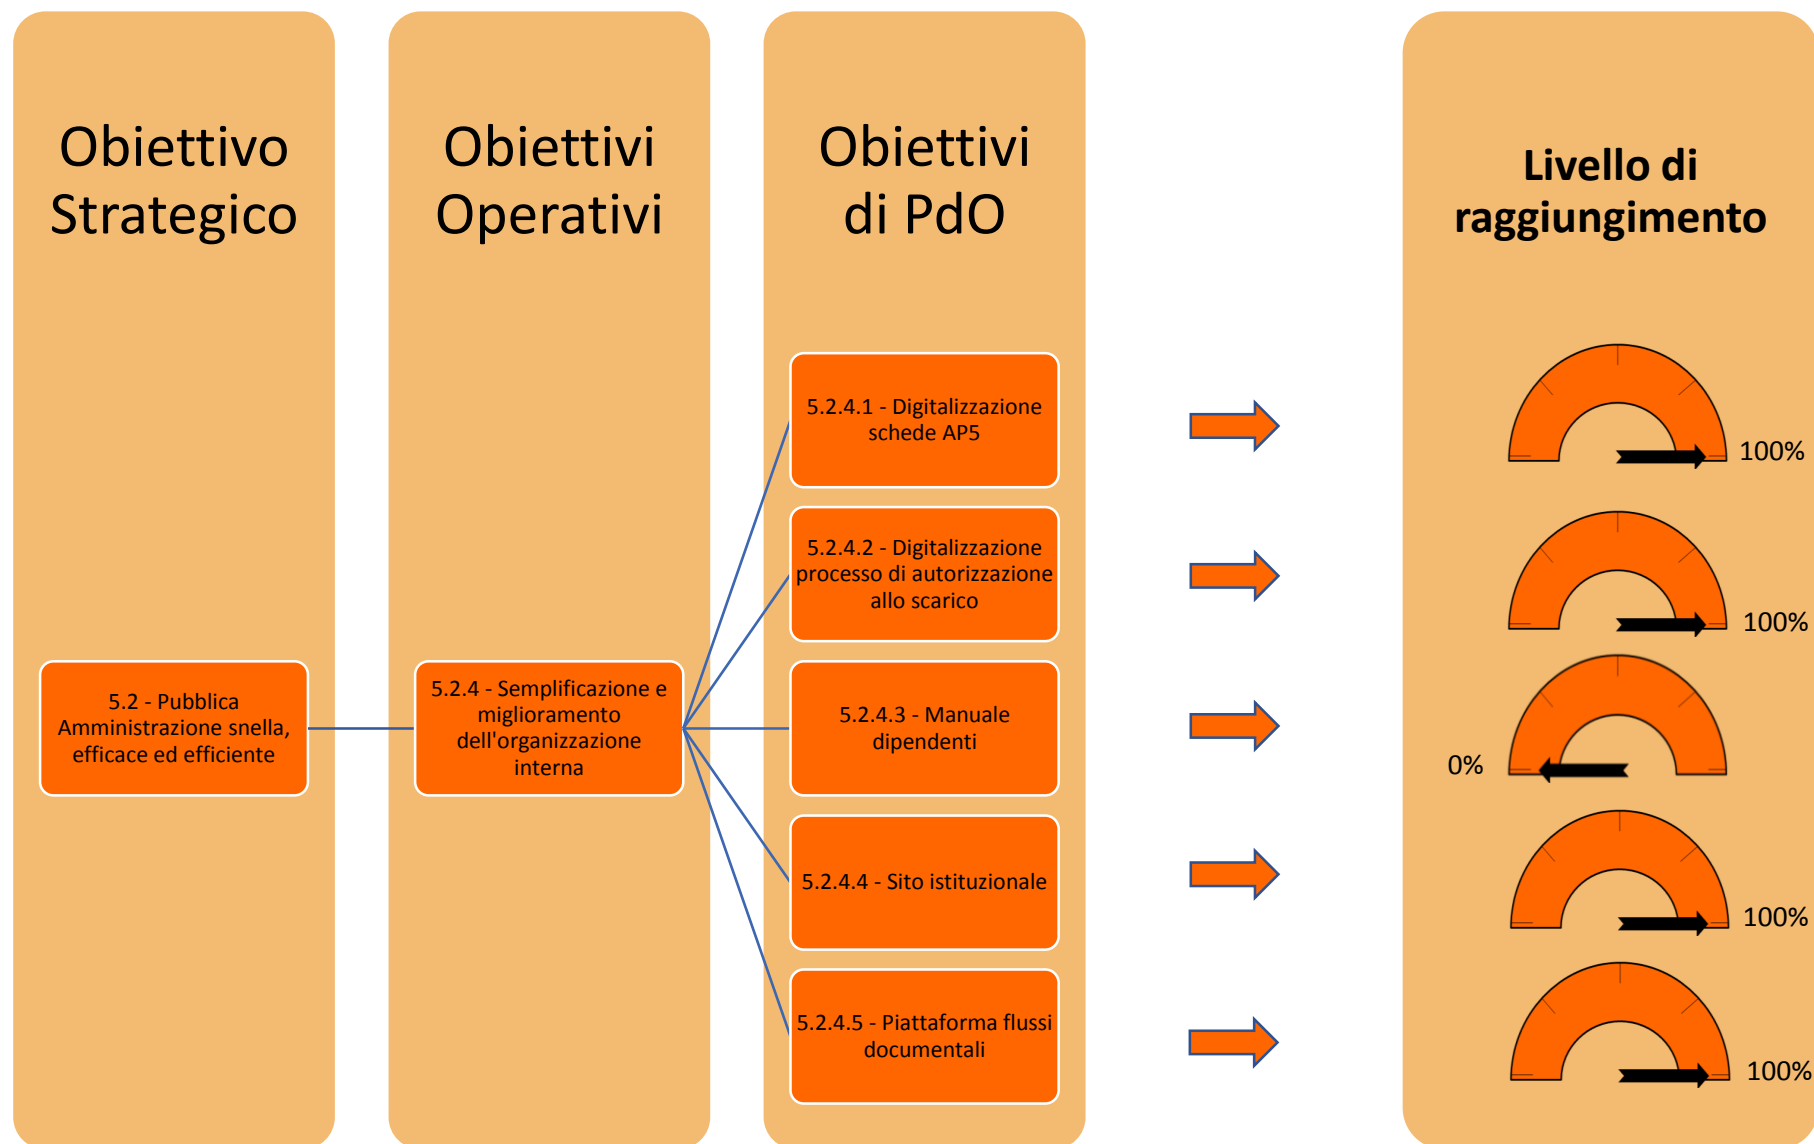 Obiettivo
Strategico
Obiettivi
Operativi
Obiettivi
di PdO
Livello di
raggiungimento
5.2 - Pubblica
Amministrazione snella,
efficace ed efficiente
5.2.4 - Semplificazione e
miglioramento
dell'organizzazione
interna
5.2.4.1 - Digitalizzazione
schede AP5
100%
5.2.4.2 - Digitalizzazione
processo di autorizzazione
allo scarico
100%
5.2.4.3 - Manuale
dipendenti
0%
5.2.4.4 - Sito istituzionale
100%
5.2.4.5 - Piattaforma flussi
documentali
100%